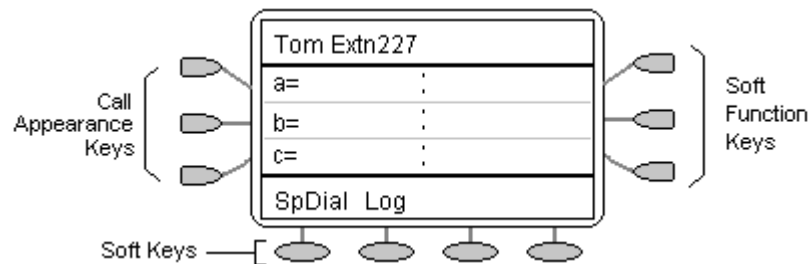 Tom Extn227
Call
Appearance
Keys
a= :
b= :
c= :
Soft
Function
Keys
SpDial Log
Soft Keys